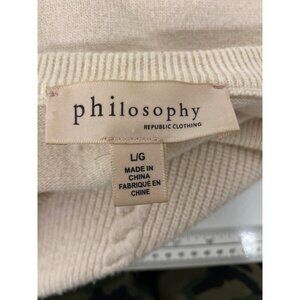 philosophy
REPUBLIC CLOTHING
L/G
MADE IN
CHINA
FABRIQUÉ EN
CHINE